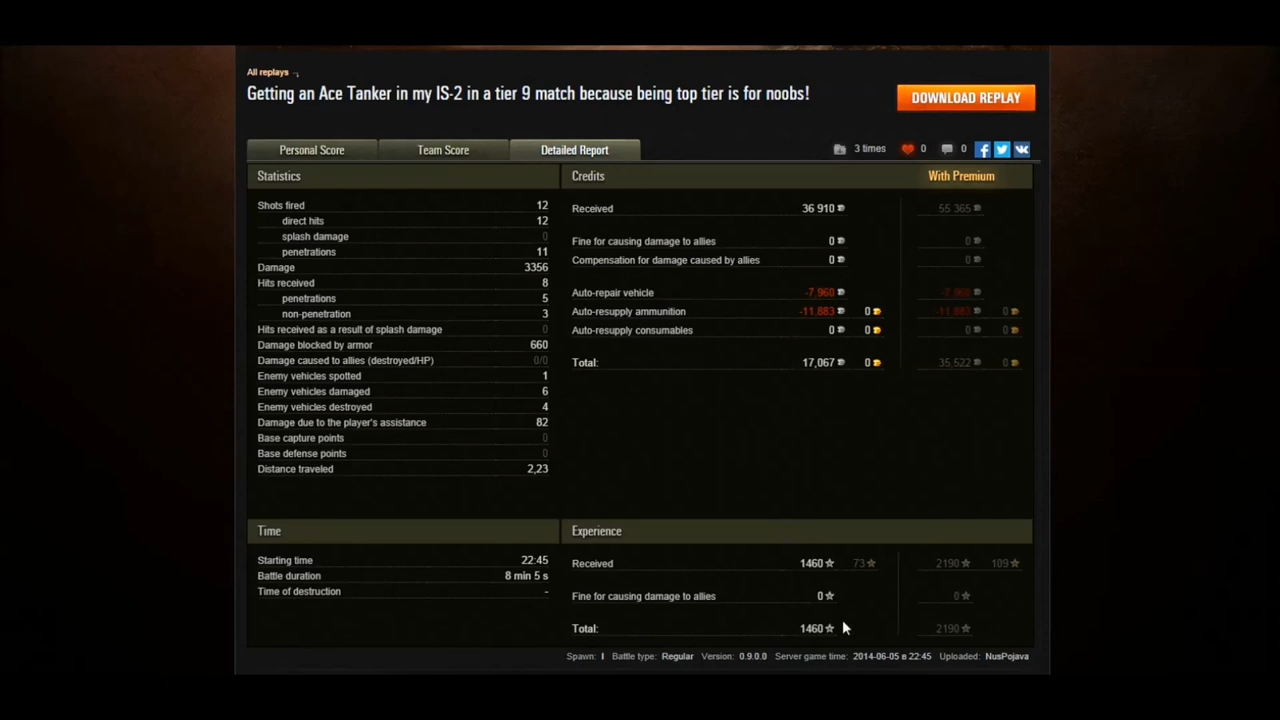 All replays
Getting an Ace Tanker in my IS-2 in a tier 9 match because being top tier is for noobs!
DOWNLOAD REPLAY
Personal Score Team Score Detailed Report 3 times 0 0
Statistics Credits With Premium
Shots fired 12
direct hits 12
splash damage 0
penetrations 11
Damage 3356
Hits received 8
penetrations 5
non-penetration 3
Hits received as a result of splash damage 0
Damage blocked by armor 660
Damage caused to allies (destroyed/HP) 0/0
Enemy vehicles spotted 1
Enemy vehicles damaged 6
Enemy vehicles destroyed 4
Damage due to the player's assistance 82
Base capture points 0
Base defense points 0
Distance traveled 2,23
Received 36 910 55 365
Fine for causing damage to allies 0 0
Compensation for damage caused by allies 0 0
Auto-repair vehicle -7,960 -7,960
Auto-resupply ammunition -11,883 0 -11,883 0
Auto-resupply consumables 0 0 0 0
Total: 17,067 0 35,522 0
Time Experience
Starting time 22:45
Battle duration 8 min 5 s
Time of destruction -
Received 1460 73 2190 109
Fine for causing damage to allies 0 0
Total: 1460 2190
Spawn: I Battle type: Regular Version: 0.9.0.0 Server game time: 2014-06-05 в 22:45 Uploaded: NusPojava